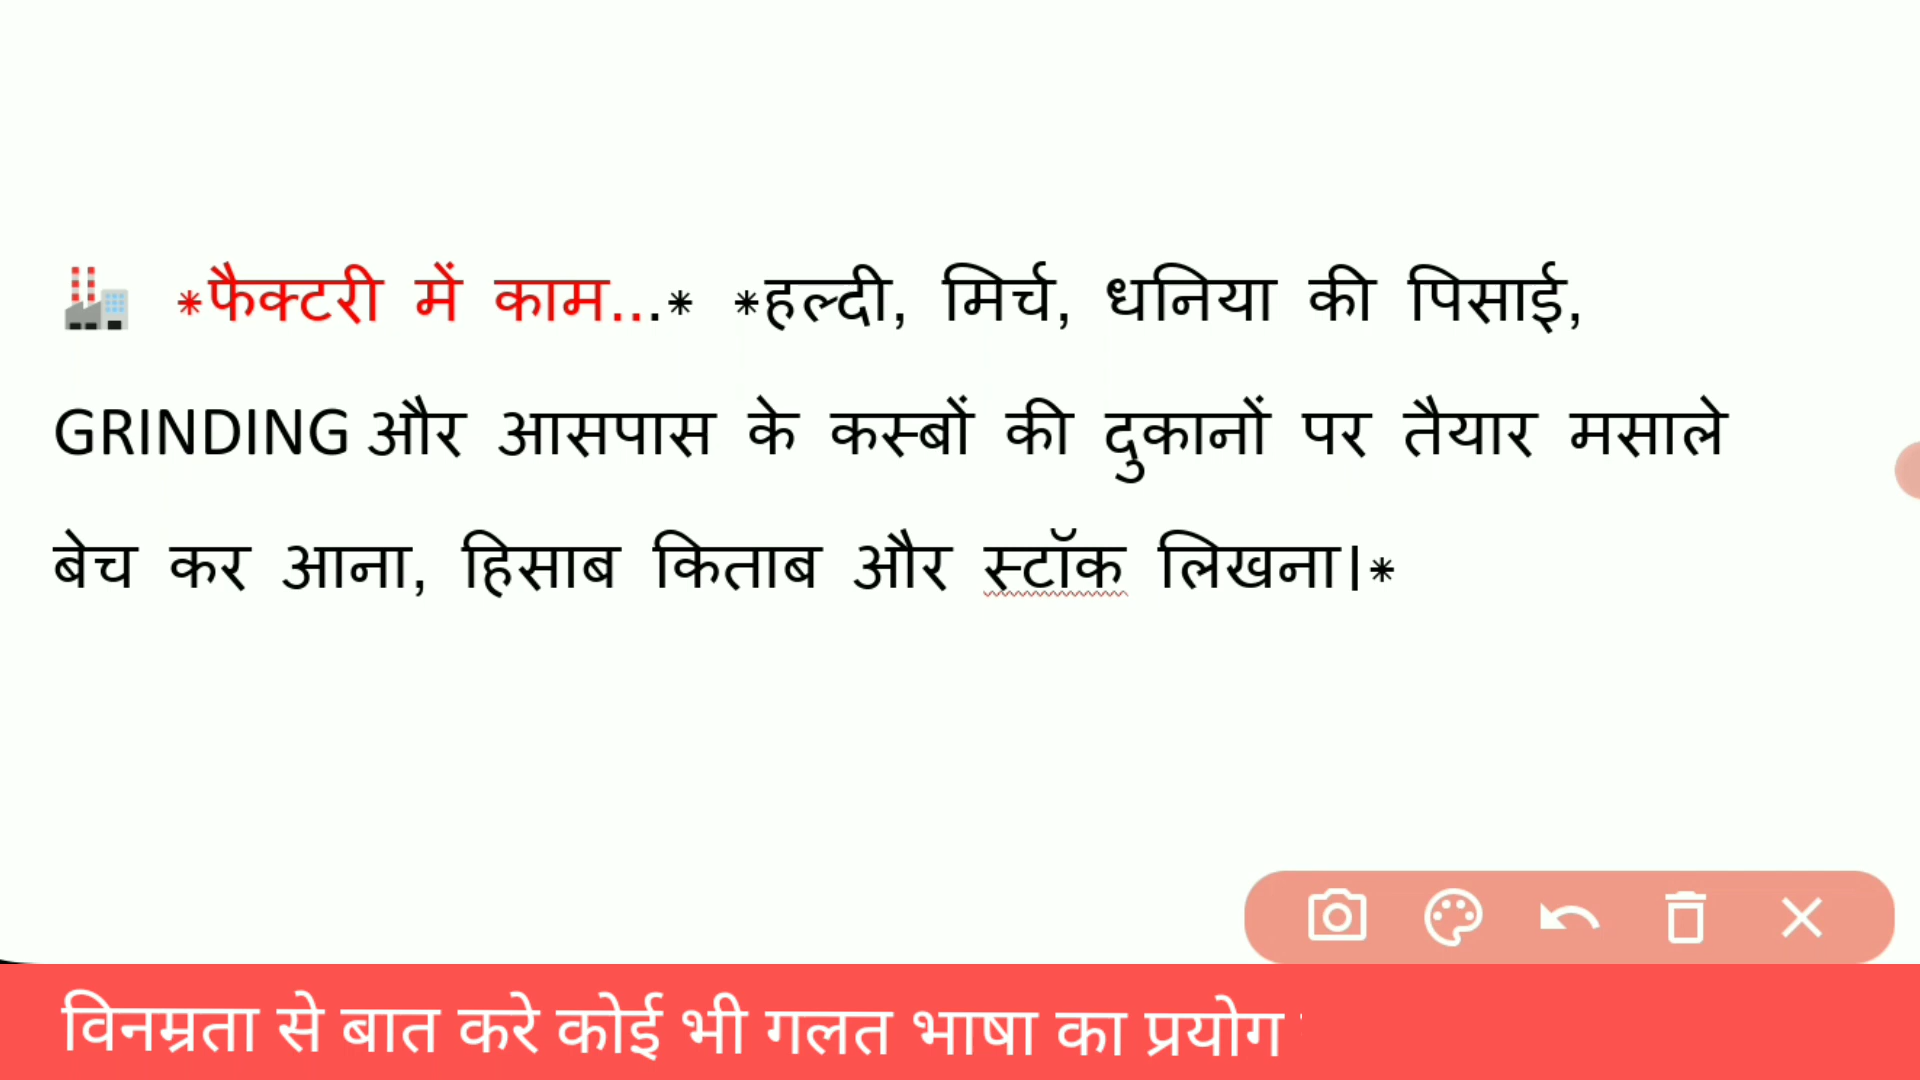 🏭 *फैक्टरी में काम...* *हल्दी, मिर्च, धनिया की पिसाई,
GRINDING और आसपास के कस्बों की दुकानों पर तैयार मसाले
बेच कर आना, हिसाब किताब और स्टॉक लिखना।*
विनम्रता से बात करे कोई भी गलत भाषा का प्रयोग